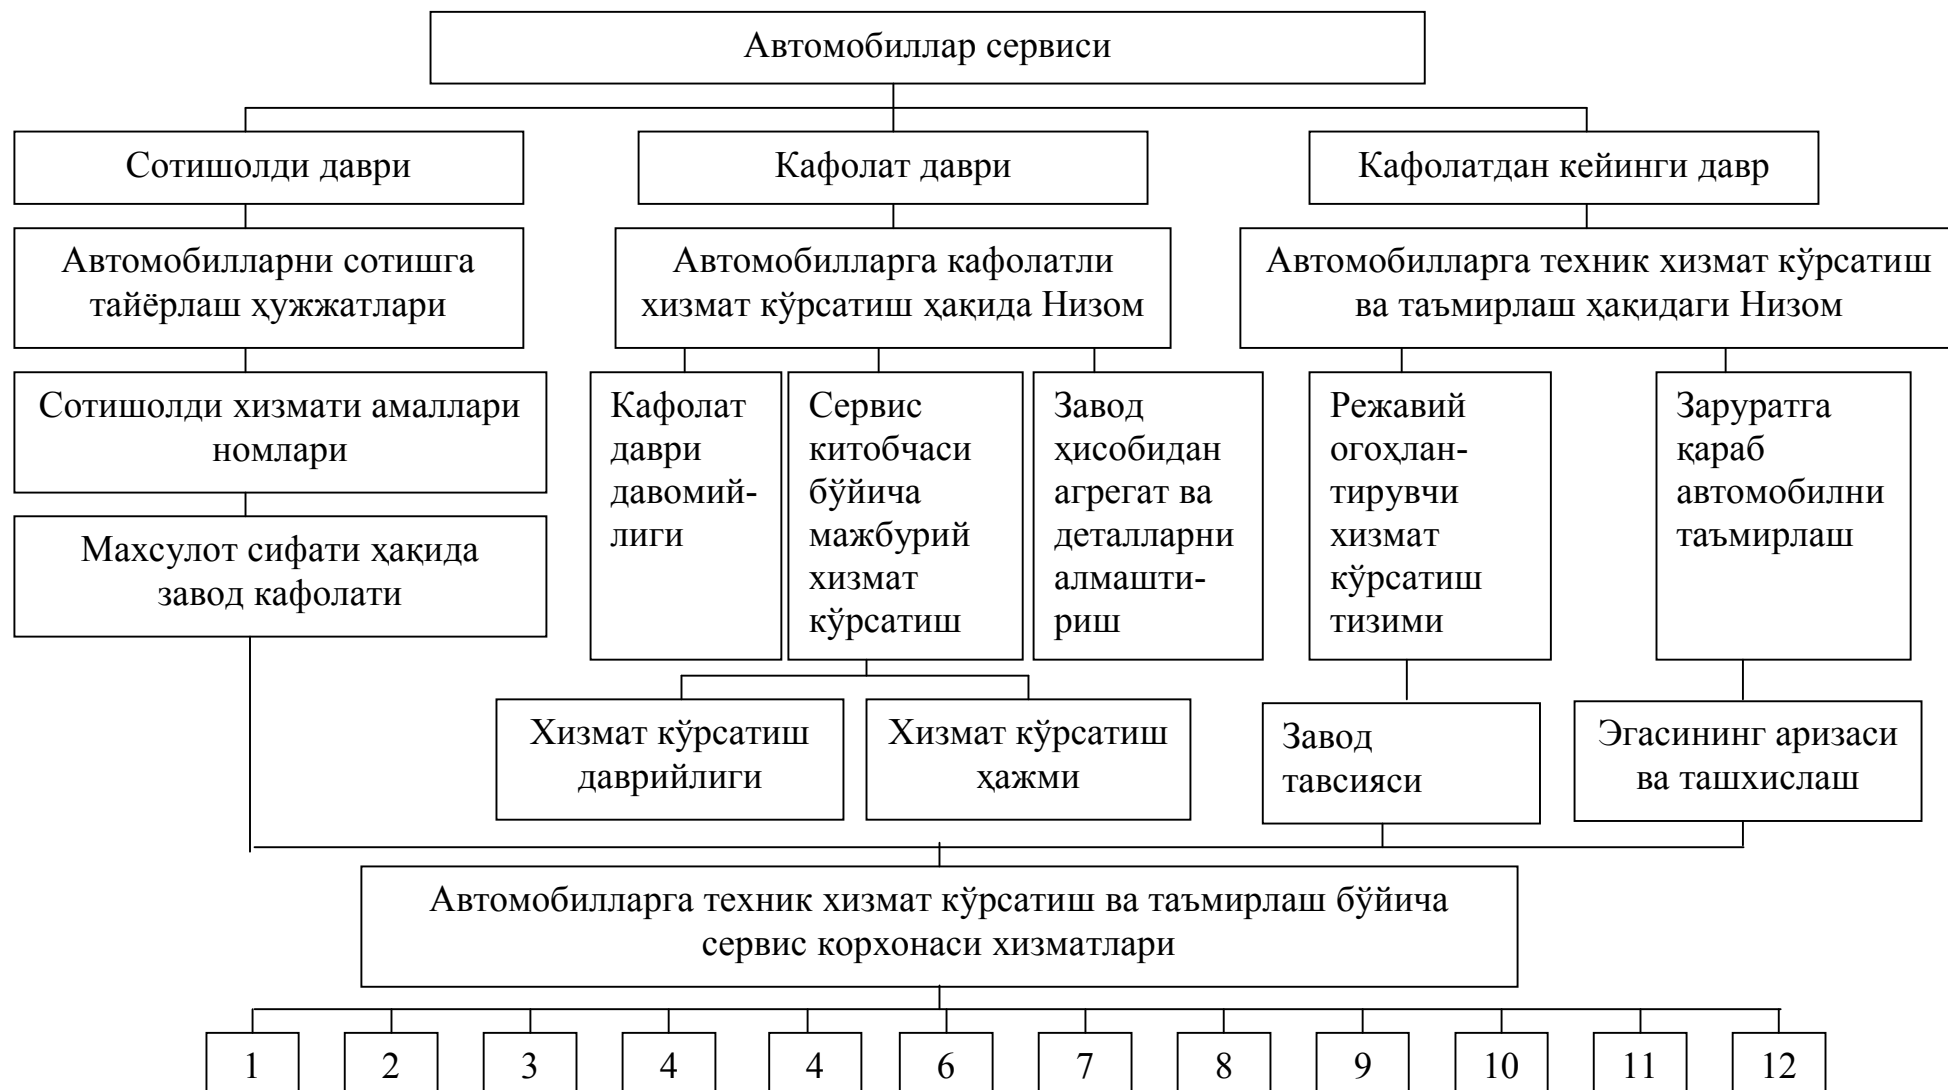 Автомобиллар сервиси
Сотишолди даври
Кафолат даври
Кафолатдан кейинги давр
Автомобилларни сотишга
тайёрлаш ҳужжатлари
Автомобилларга кафолатли
хизмат кўрсатиш ҳақида Низом
Автомобилларга техник хизмат кўрсатиш
ва таъмирлаш ҳақидаги Низом
Сотишолди хизмати амаллари
номлари
Махсулот сифати ҳақида
завод кафолати
Кафолат
даври
давомий-
лиги
Сервис
китобчаси
бўйича
мажбурий
хизмат
кўрсатиш
Завод
ҳисобидан
агрегат ва
деталларни
алмашти-
риш
Режавий
огоҳлан-
тирувчи
хизмат
кўрсатиш
тизими
Заруратга
қараб
автомобилни
таъмирлаш
Хизмат кўрсатиш
даврийлиги
Хизмат кўрсатиш
ҳажми
Завод
тавсияси
Эгасининг аризаси
ва ташхислаш
Автомобилларга техник хизмат кўрсатиш ва таъмирлаш бўйича
сервис корхонаси хизматлари
1 2 3 4 4 6 7 8 9 10 11 12